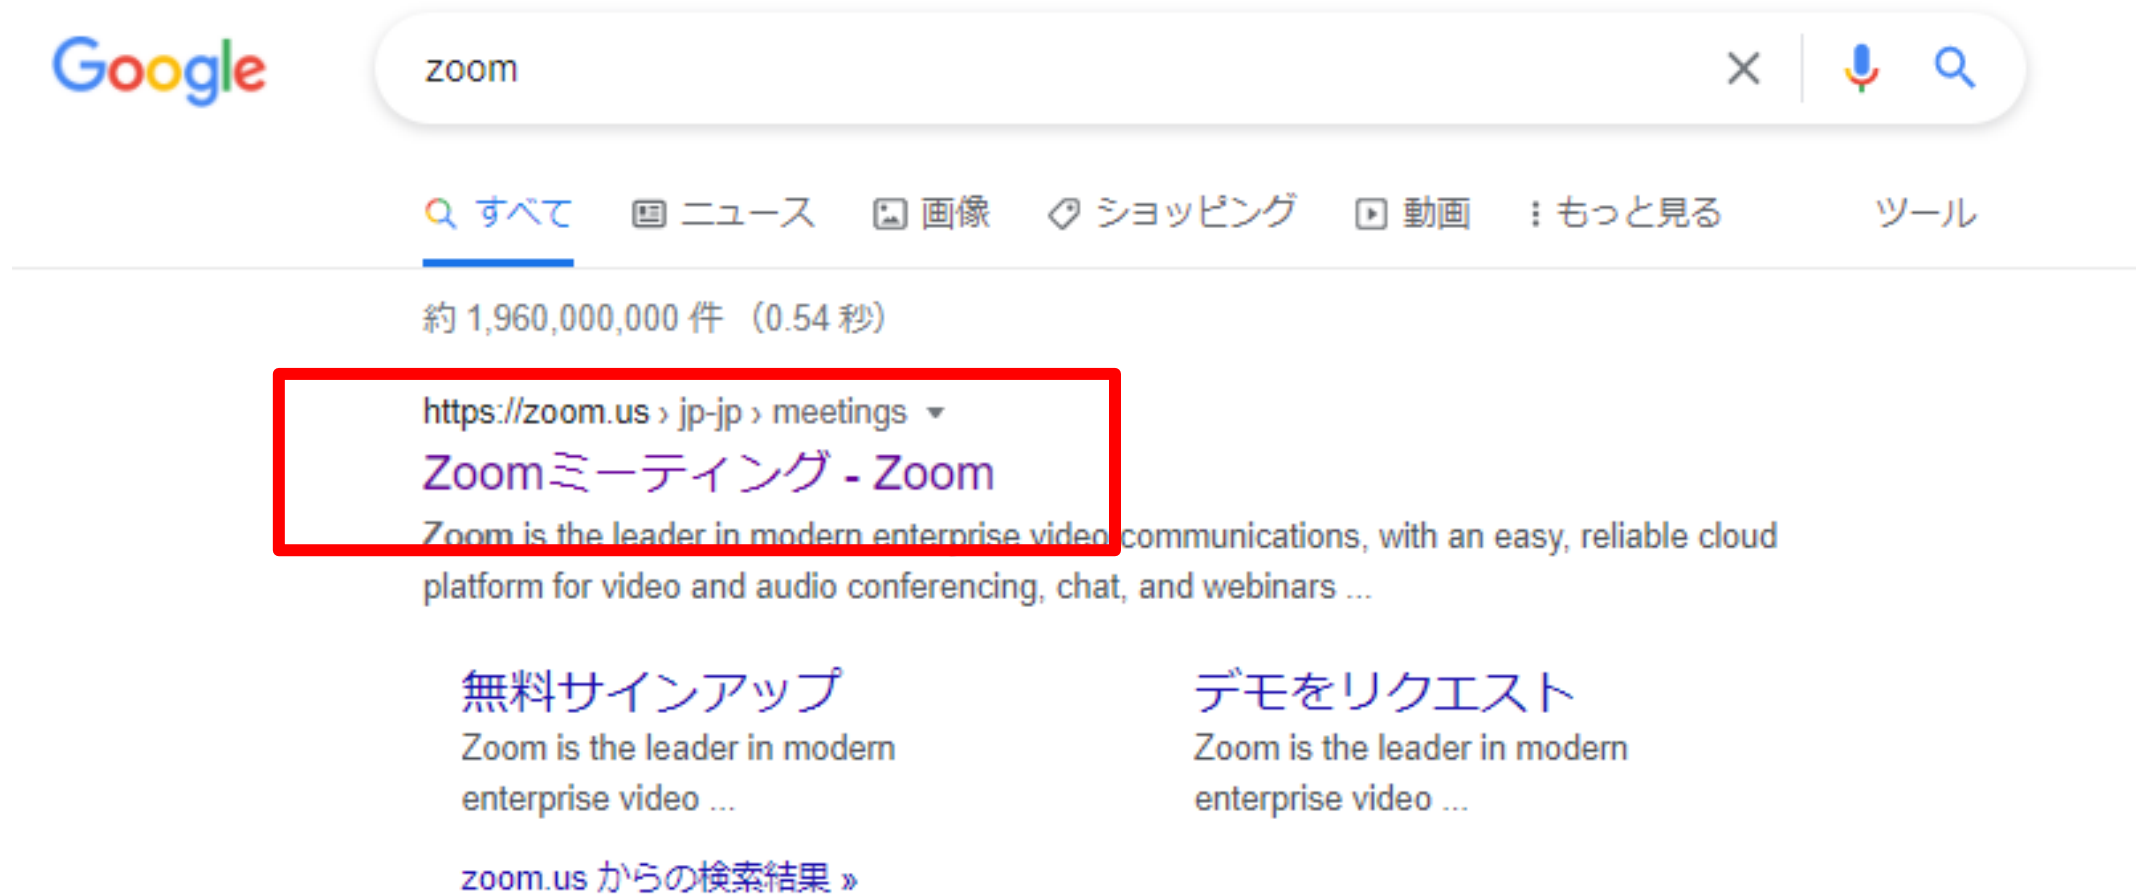 Google
zoom
すべて ニュース 画像 ショッピング 動画 もっと見る ツール
約 1,960,000,000 件 （0.54 秒）
https://zoom.us › jp-jp › meetings
Zoomミーティング - Zoom
Zoom is the leader in modern enterprise video communications, with an easy, reliable cloud
platform for video and audio conferencing, chat, and webinars ...
無料サインアップ
Zoom is the leader in modern
enterprise video ...
デモをリクエスト
Zoom is the leader in modern
enterprise video ...
zoom.us からの検索結果 »